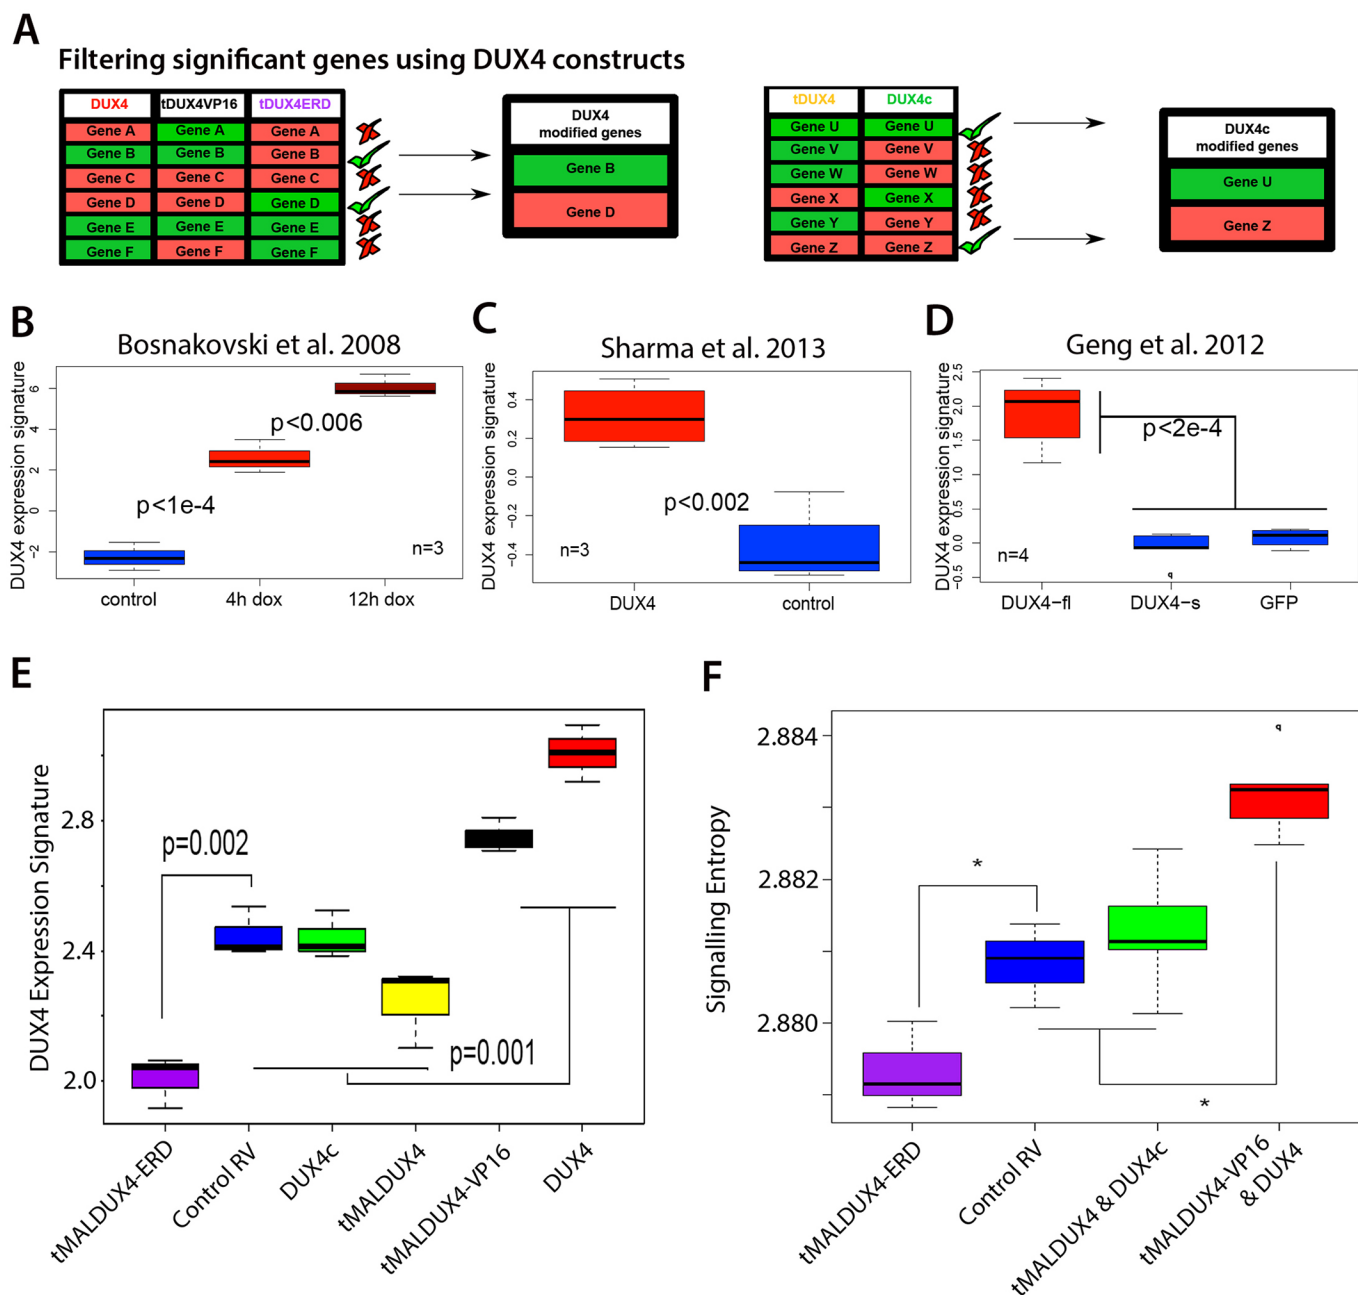 A
Filtering significant genes using DUX4 constructs
DUX4 tDUX4VP16 tDUX4ERD
Gene A Gene A Gene A
Gene B Gene B Gene B
Gene C Gene C Gene C
Gene D Gene D Gene D
Gene E Gene E Gene E
Gene F Gene F Gene F
DUX4
modified genes
Gene B
Gene D
tDUX4 DUX4c
Gene U Gene U
Gene V Gene V
Gene W Gene W
Gene X Gene X
Gene Y Gene Y
Gene Z Gene Z
DUX4c
modified genes
Gene U
Gene Z
B
Bosnakovski et al. 2008
DUX4 expression signature
6
4
2
0
−2
p<1e-4
p<0.006
n=3
control 4h dox 12h dox
C
Sharma et al. 2013
DUX4 expression signature
0.4
0.2
0.0
−0.2
−0.4
p<0.002
n=3
DUX4 control
D
Geng et al. 2012
DUX4 expression signature
2.5
2.0
1.5
1.0
0.5
0.0
−0.5
p<2e-4
n=4
DUX4−fl DUX4−s GFP
E
DUX4 Expression Signature
2.8
2.4
2.0
p=0.002
p=0.001
tMALDUX4-ERD
Control RV
DUX4c
tMALDUX4
tMALDUX4-VP16
DUX4
F
Signalling Entropy
2.884
2.882
2.880
*
*
tMALDUX4-ERD
Control RV
tMALDUX4 & DUX4c
tMALDUX4-VP16
& DUX4